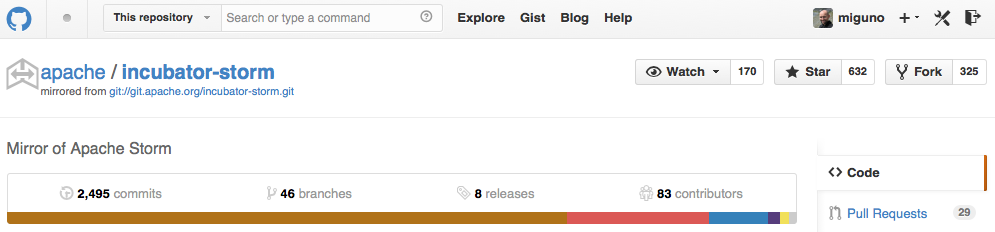 This repository Search or type a command Explore Gist Blog Help miguno
apache / incubator-storm Watch 170 Star 632 Fork 325
mirrored from git://git.apache.org/incubator-storm.git
Mirror of Apache Storm
Code
2,495 commits 46 branches 8 releases 83 contributors
Pull Requests 29